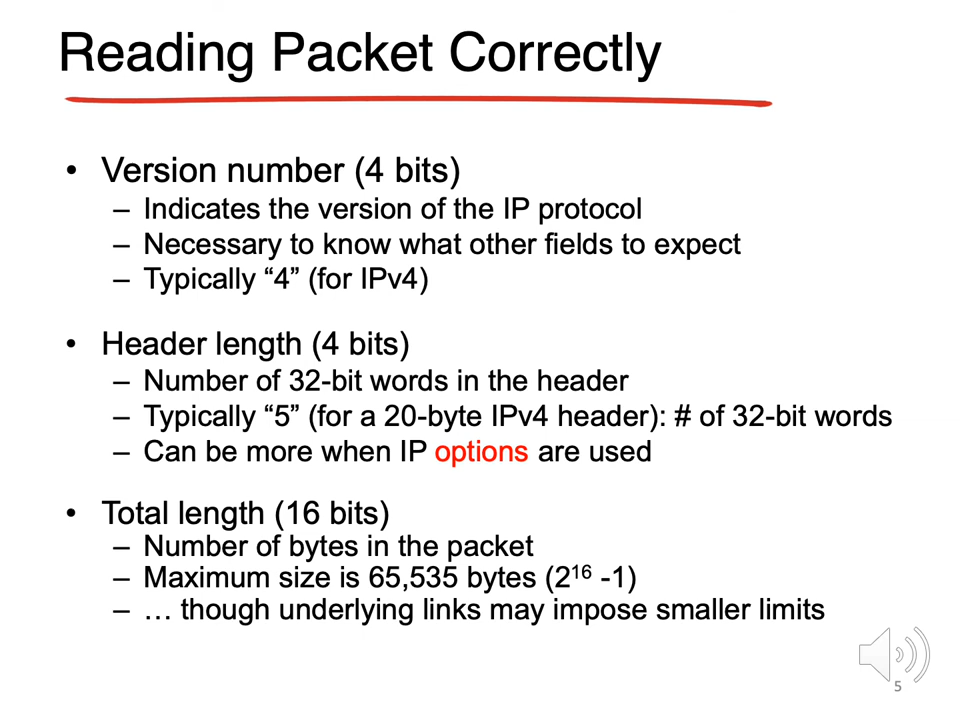 Reading Packet Correctly
• Version number (4 bits)
– Indicates the version of the IP protocol
– Necessary to know what other fields to expect
– Typically “4” (for IPv4)
• Header length (4 bits)
– Number of 32-bit words in the header
– Typically “5” (for a 20-byte IPv4 header): # of 32-bit words
– Can be more when IP options are used
• Total length (16 bits)
– Number of bytes in the packet
– Maximum size is 65,535 bytes (2¹⁶ -1)
– … though underlying links may impose smaller limits
5